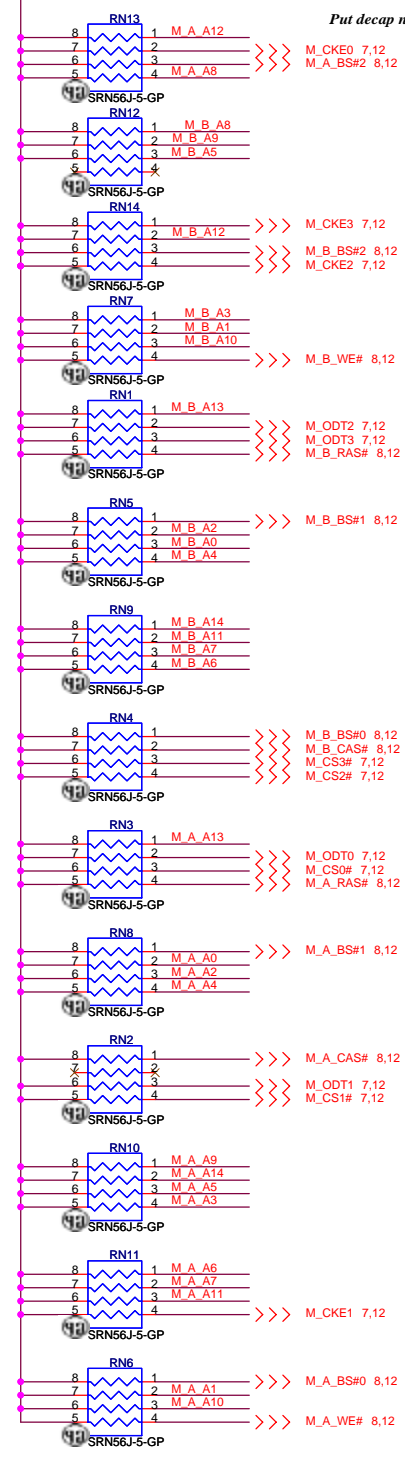 Put decap n
RN13
8 1 M_A_A12
7 2 M_CKE0 7,12
6 3 M_A_BS#2 8,12
5 4 M_A_A8
SRN56J-5-GP
RN12
8 1 M_B_A8
7 2 M_B_A9
6 3 M_B_A5
5 4
SRN56J-5-GP
RN14
8 1 M_CKE3 7,12
7 2 M_B_A12
6 3 M_B_BS#2 8,12
5 4 M_CKE2 7,12
SRN56J-5-GP
RN7
8 1 M_B_A3
7 2 M_B_A1
6 3 M_B_A10
5 4 M_B_WE# 8,12
SRN56J-5-GP
RN1
8 1 M_B_A13
7 2 M_ODT2 7,12
6 3 M_ODT3 7,12
5 4 M_B_RAS# 8,12
SRN56J-5-GP
RN5
8 1 M_B_BS#1 8,12
7 2 M_B_A2
6 3 M_B_A0
5 4 M_B_A4
SRN56J-5-GP
RN9
8 1 M_B_A14
7 2 M_B_A11
6 3 M_B_A7
5 4 M_B_A6
SRN56J-5-GP
RN4
8 1 M_B_BS#0 8,12
7 2 M_B_CAS# 8,12
6 3 M_CS3# 7,12
5 4 M_CS2# 7,12
SRN56J-5-GP
RN3
8 1 M_A_A13
7 2 M_ODT0 7,12
6 3 M_CS0# 7,12
5 4 M_A_RAS# 8,12
SRN56J-5-GP
RN8
8 1 M_A_BS#1 8,12
7 2 M_A_A0
6 3 M_A_A2
5 4 M_A_A4
SRN56J-5-GP
RN2
8 1 M_A_CAS# 8,12
7 2
6 3 M_ODT1 7,12
5 4 M_CS1# 7,12
SRN56J-5-GP
RN10
8 1 M_A_A9
7 2 M_A_A14
6 3 M_A_A5
5 4 M_A_A3
SRN56J-5-GP
RN11
8 1 M_A_A6
7 2 M_A_A7
6 3 M_A_A11
5 4 M_CKE1 7,12
SRN56J-5-GP
RN6
8 1 M_A_BS#0 8,12
7 2 M_A_A1
6 3 M_A_A10
5 4 M_A_WE# 8,12
SRN56J-5-GP